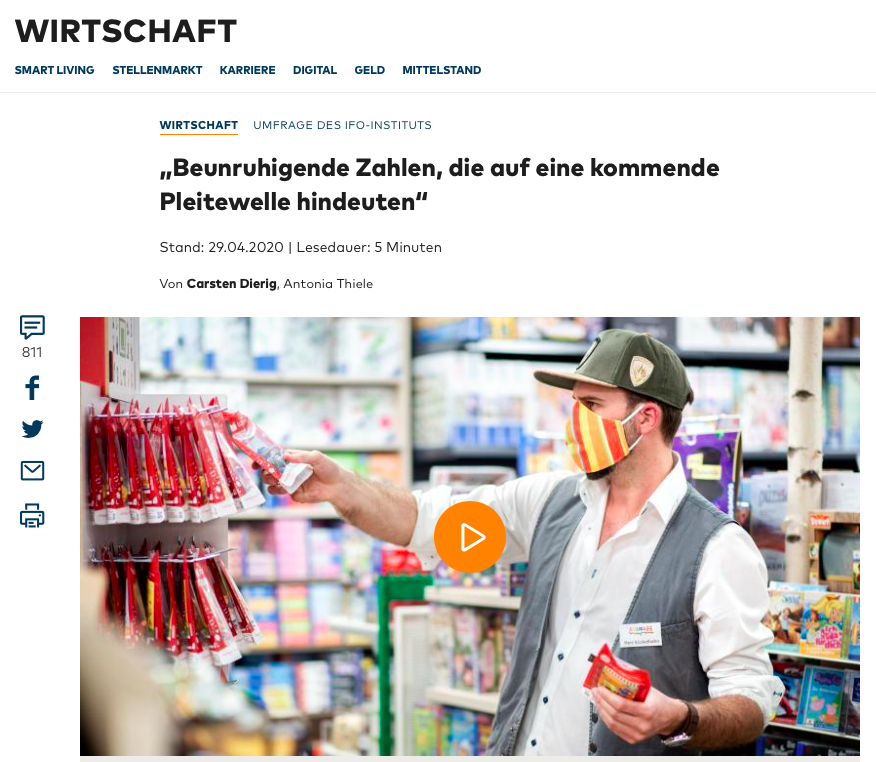 WIRTSCHAFT
SMART LIVING STELLENMARKT KARRIERE DIGITAL GELD MITTELSTAND
WIRTSCHAFT UMFRAGE DES IFO-INSTITUTS
„Beunruhigende Zahlen, die auf eine kommende
Pleitewelle hindeuten“
Stand: 29.04.2020 | Lesedauer: 5 Minuten
Von Carsten Dierig, Antonia Thiele
811